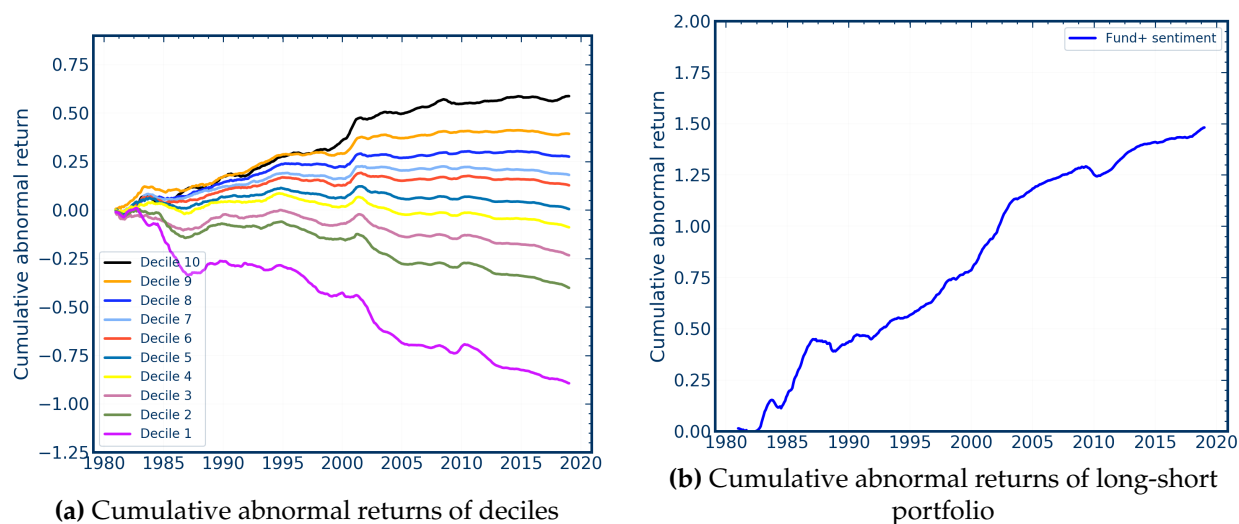 Cumulative abnormal return
0.75
0.50
0.25
0.00
−0.25
−0.50
−0.75
−1.00
−1.25
Decile 10
Decile 9
Decile 8
Decile 7
Decile 6
Decile 5
Decile 4
Decile 3
Decile 2
Decile 1
1980 1985 1990 1995 2000 2005 2010 2015 2020
(a) Cumulative abnormal returns of deciles
Cumulative abnormal return
2.00
1.75
1.50
1.25
1.00
0.75
0.50
0.25
0.00
Fund+ sentiment
1980 1985 1990 1995 2000 2005 2010 2015 2020
(b) Cumulative abnormal returns of long-short
portfolio